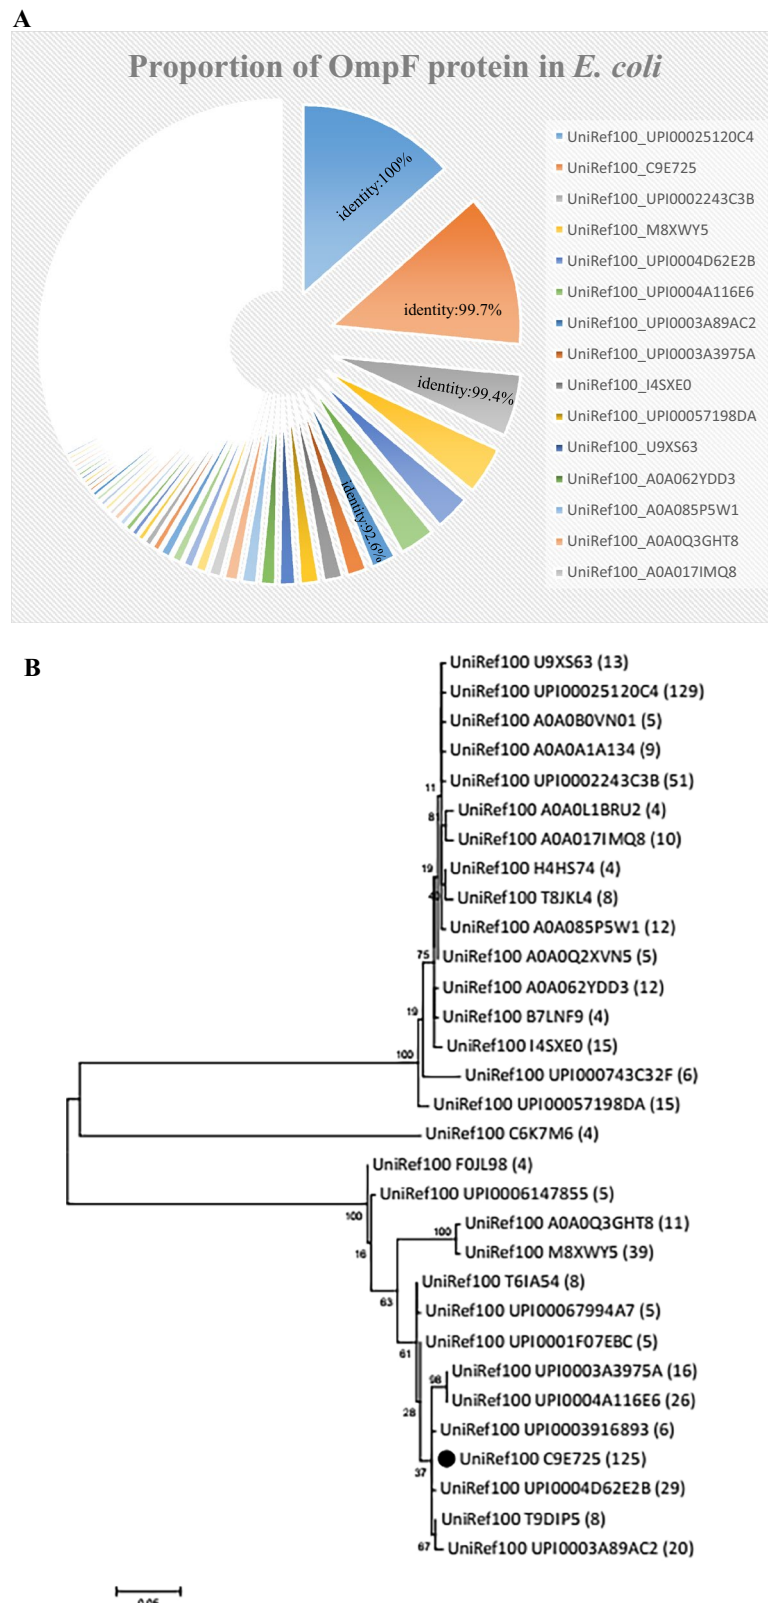 A
Proportion of OmpF protein in E. coli
identity:100%
identity:99.7%
identity:99.4%
identity:92.6%
UniRef100_UPI00025120C4
UniRef100_C9E725
UniRef100_UPI0002243C3B
UniRef100_M8XWY5
UniRef100_UPI0004D62E2B
UniRef100_UPI0004A116E6
UniRef100_UPI0003A89AC2
UniRef100_UPI0003A3975A
UniRef100_I4SXE0
UniRef100_UPI00057198DA
UniRef100_U9XS63
UniRef100_A0A062YDD3
UniRef100_A0A085P5W1
UniRef100_A0A0Q3GHT8
UniRef100_A0A017IMQ8
B
UniRef100 U9XS63 (13)
UniRef100 UPI00025120C4 (129)
UniRef100 A0A0B0VN01 (5)
UniRef100 A0A0A1A134 (9)
UniRef100 UPI0002243C3B (51)
11
UniRef100 A0A0L1BRU2 (4)
81
UniRef100 A0A017IMQ8 (10)
19
UniRef100 H4HS74 (4)
UniRef100 T8JKL4 (8)
UniRef100 A0A085P5W1 (12)
75
UniRef100 A0A0Q2XVN5 (5)
UniRef100 A0A062YDD3 (12)
19
UniRef100 B7LNF9 (4)
UniRef100 I4SXE0 (15)
100
UniRef100 UPI000743C32F (6)
UniRef100 UPI00057198DA (15)
UniRef100 C6K7M6 (4)
UniRef100 F0JL98 (4)
UniRef100 UPI0006147855 (5)
100
UniRef100 A0A0Q3GHT8 (11)
100
16
UniRef100 M8XWY5 (39)
UniRef100 T6IA54 (8)
63
UniRef100 UPI00067994A7 (5)
UniRef100 UPI0001F07EBC (5)
61
UniRef100 UPI0003A3975A (16)
98
UniRef100 UPI0004A116E6 (26)
28
UniRef100 UPI0003916893 (6)
UniRef100 C9E725 (125)
37
UniRef100 UPI0004D62E2B (29)
UniRef100 T9DIP5 (8)
67
UniRef100 UPI0003A89AC2 (20)